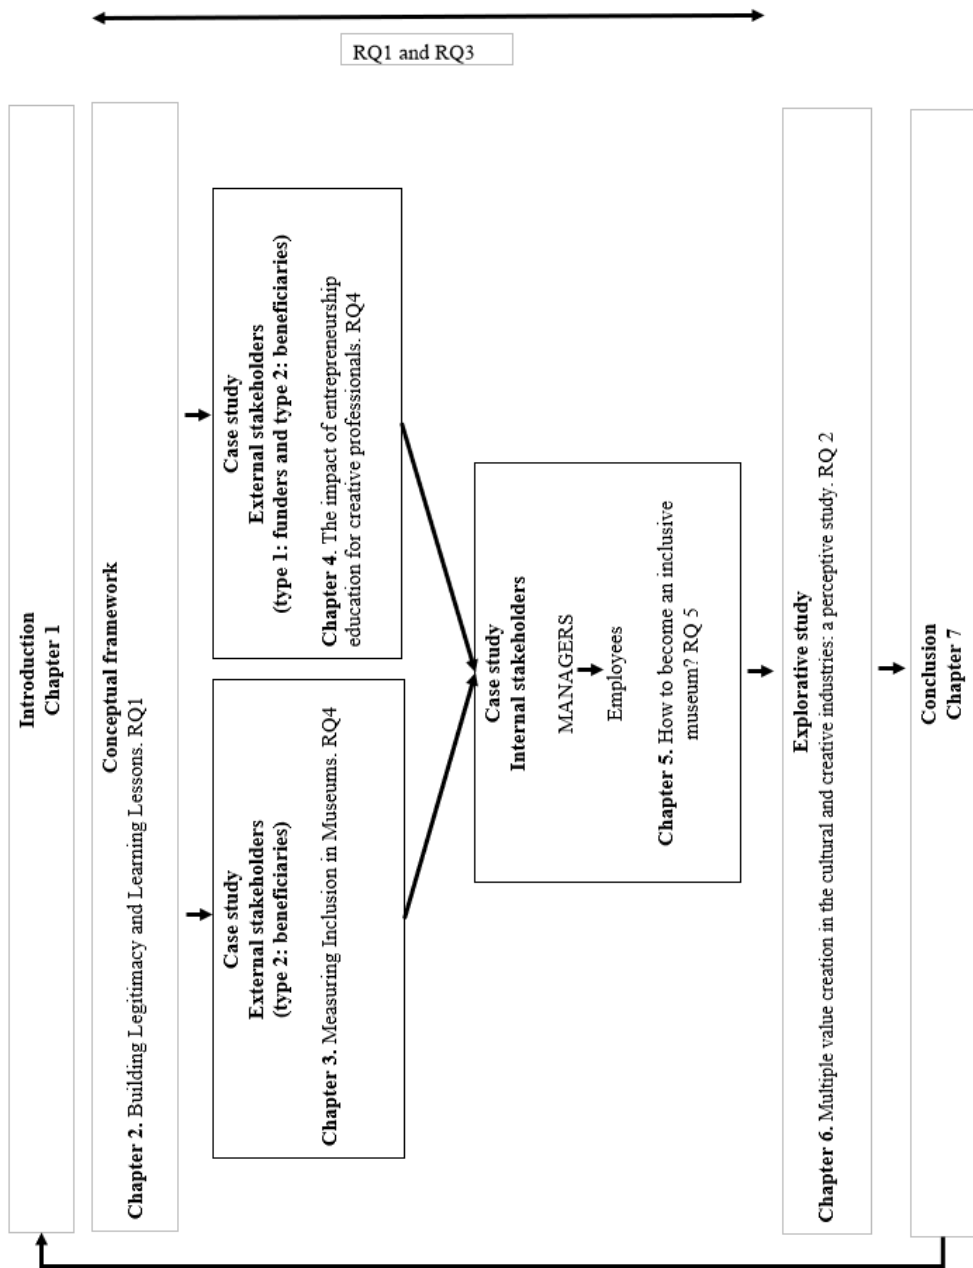 RQ1 and RQ3
Introduction
Chapter 1
Conceptual framework
Chapter 2. Building Legitimacy and Learning Lessons. RQ1
Case study
External stakeholders
(type 2: beneficiaries)
Chapter 3. Measuring Inclusion in Museums. RQ4
Case study
External stakeholders
(type 1: funders and type 2: beneficiaries)
Chapter 4. The impact of entrepreneurship
education for creative professionals. RQ4
Case study
Internal stakeholders
MANAGERS
Employees
Chapter 5. How to become an inclusive
museum? RQ 5
Explorative study
Chapter 6. Multiple value creation in the cultural and creative industries: a perceptive study. RQ 2
Conclusion
Chapter 7